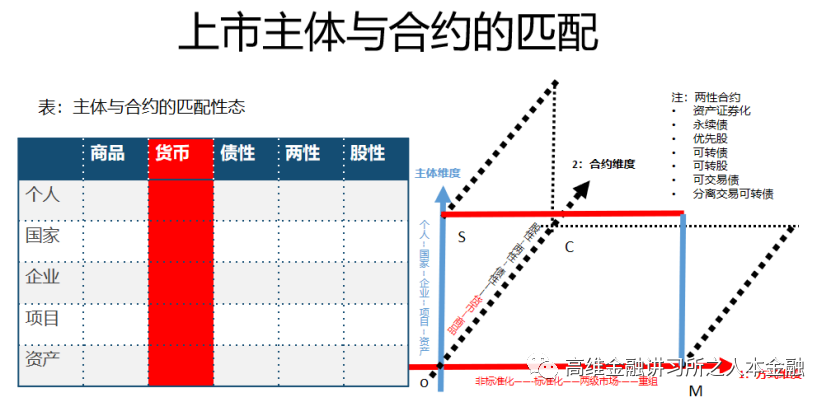 上市主体与合约的匹配
表：主体与合约的匹配性态
商品 货币 债性 两性 股性
个人
国家
企业
项目
资产
注：两性合约
• 资产证券化
• 永续债
• 优先股
• 可转债
• 可转股
• 可交易债
• 分离交易可转债
主体维度
2：合约维度
个人-国家-企业-项目-资产
股性-两性-债性-货币-商品
S
C
O
M
非标准化---标准化---两级市场---重组
高维金融讲习所之人本金融